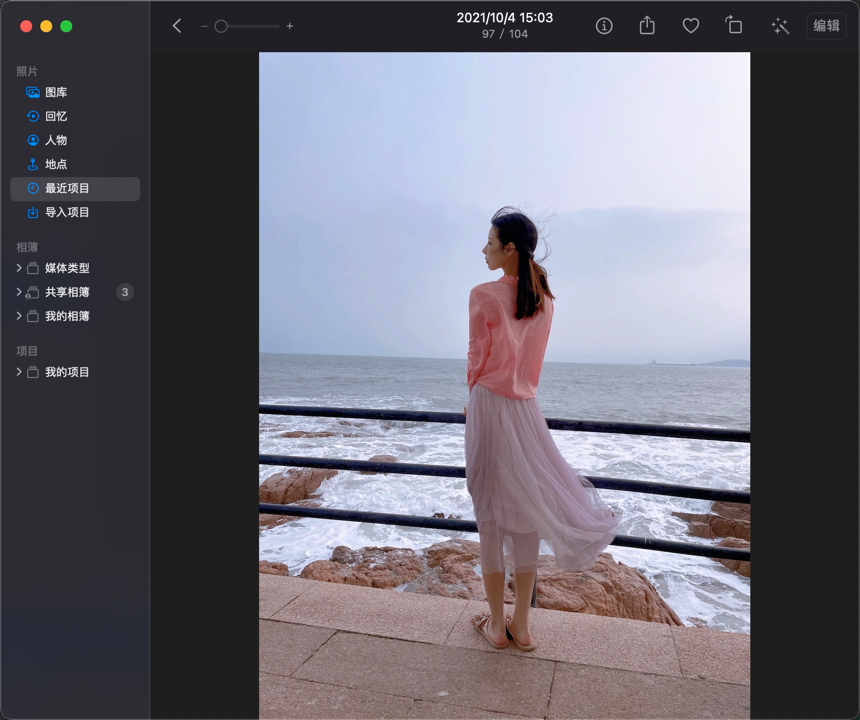 2021/10/4 15:03
97 / 104
编辑
照片
图库
回忆
人物
地点
最近项目
导入项目
相簿
媒体类型
共享相簿 3
我的相簿
项目
我的项目